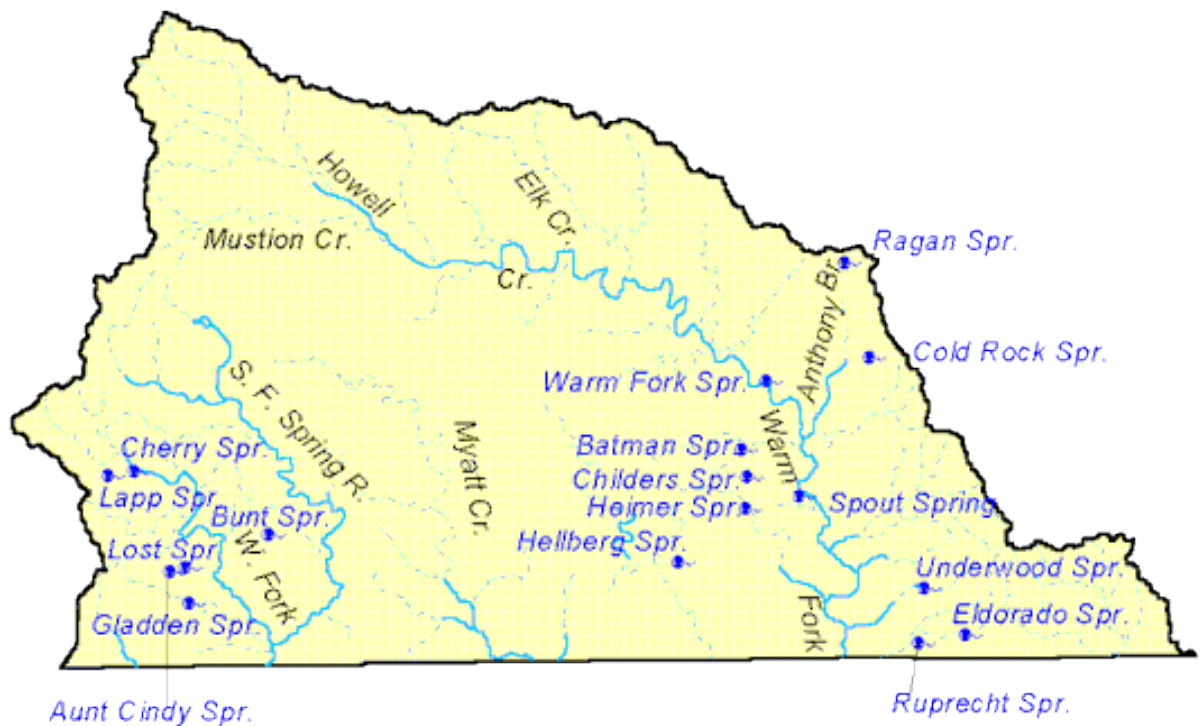 Howell
Elk Cr.
Mustion Cr.
Cr.
Ragan Spr.
Anthony Br.
Cold Rock Spr.
Warm Fork Spr.
S. F. Spring R.
Myatt Cr.
Warm
Cherry Spr.
Batman Spr.
Lapp Spr.
Childers Spr.
Bunt Spr.
Heimer Spr.
Spout Spring
Lost Spr.
W. Fork
Hellberg Spr.
Underwood Spr.
Gladden Spr.
Fork
Eldorado Spr.
Aunt Cindy Spr.
Ruprecht Spr.